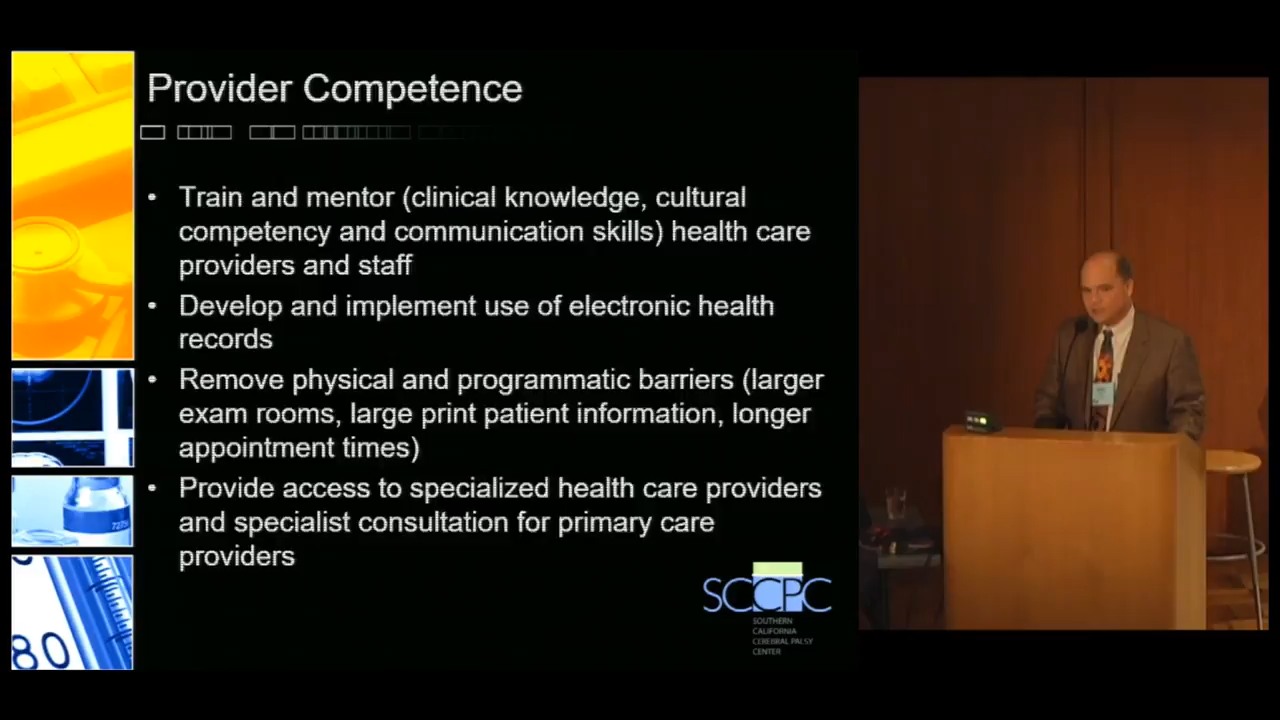 Provider Competence
• Train and mentor (clinical knowledge, cultural
competency and communication skills) health care
providers and staff
• Develop and implement use of electronic health
records
• Remove physical and programmatic barriers (larger
exam rooms, large print patient information, longer
appointment times)
• Provide access to specialized health care providers
and specialist consultation for primary care
providers
SCCPC
SOUTHERN
CALIFORNIA
CEREBRAL PALSY
CENTER
80